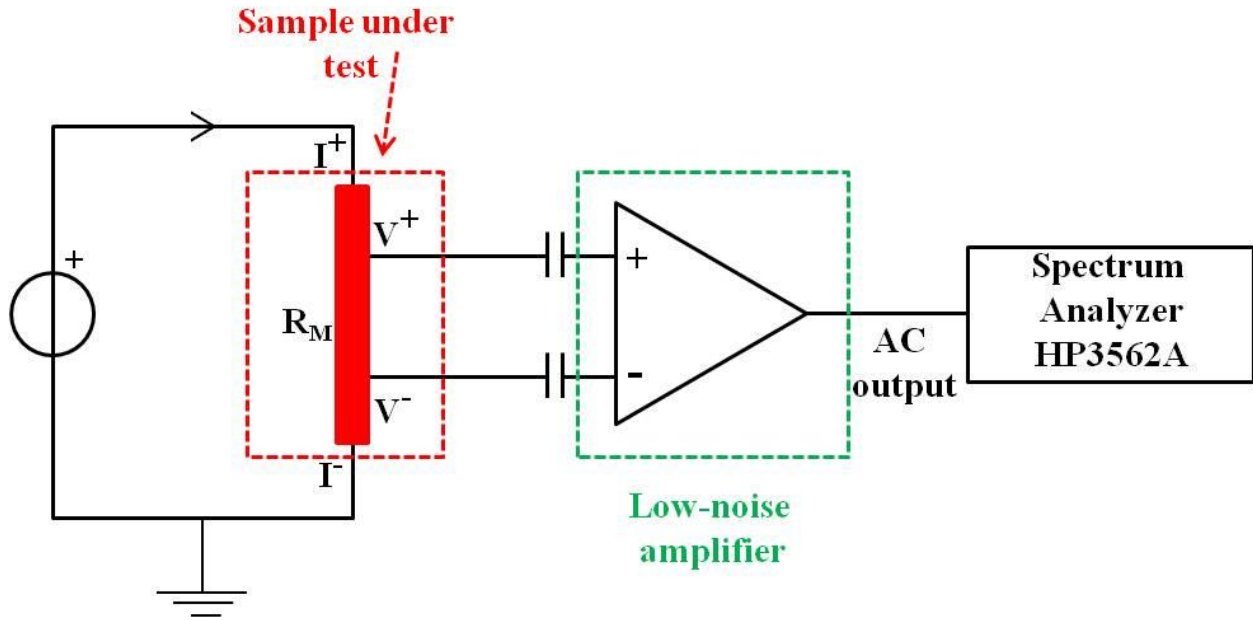 Sample under
test
I+
V+
+
+
RM
-
V-
I-
AC
output
Spectrum
Analyzer
HP3562A
Low-noise
amplifier